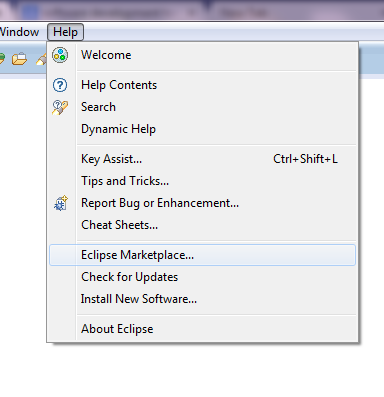 Window Help
Welcome
Help Contents
Search
Dynamic Help
Key Assist... Ctrl+Shift+L
Tips and Tricks...
Report Bug or Enhancement...
Cheat Sheets...
Eclipse Marketplace...
Check for Updates
Install New Software...
About Eclipse